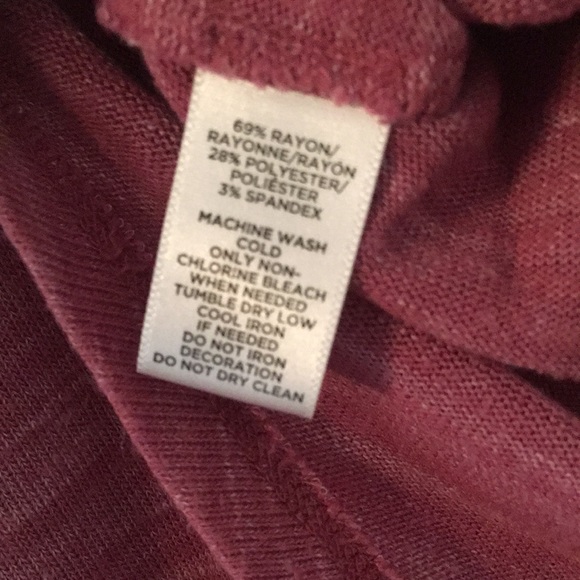 69% RAYON/
RAYONNE/RAYÓN
28% POLYESTER/
POLIÉSTER
3% SPANDEX
MACHINE WASH
COLD
ONLY NON-
CHLORINE BLEACH
WHEN NEEDED
TUMBLE DRY LOW
COOL IRON
IF NEEDED
DO NOT IRON
DECORATION
DO NOT DRY CLEAN